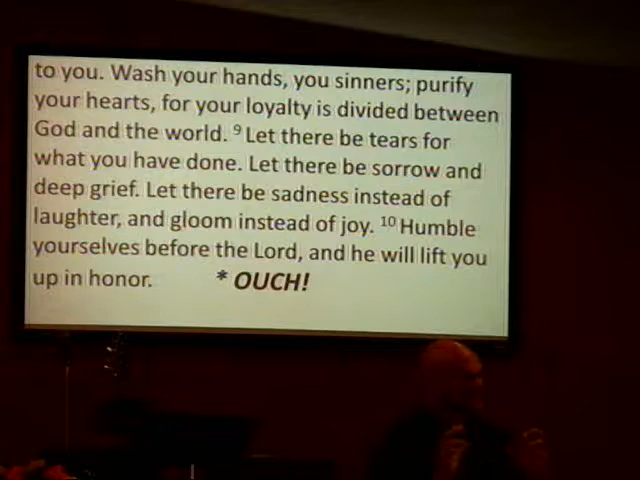 to you. Wash your hands, you sinners; purify
your hearts, for your loyalty is divided between
God and the world. ⁹ Let there be tears for
what you have done. Let there be sorrow and
deep grief. Let there be sadness instead of
laughter, and gloom instead of joy. ¹⁰ Humble
yourselves before the Lord, and he will lift you
up in honor. * OUCH!